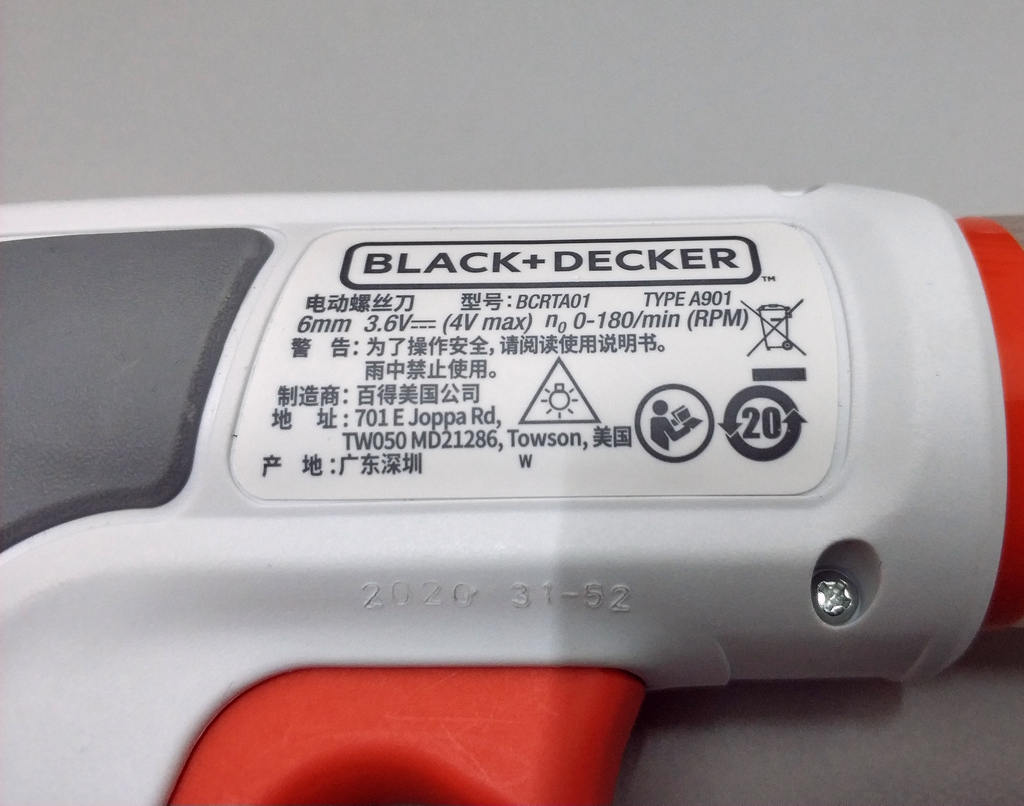 BLACK+DECKER™
电动螺丝刀 型号：BCRTA01 TYPE A901
6mm 3.6V⎓ (4V max) n₀ 0-180/min (RPM)
警 告：为了操作安全，请阅读使用说明书。
雨中禁止使用。
制造商：百得美国公司
地 址：701 E Joppa Rd,
TW050 MD21286, Towson, 美国
产 地：广东深圳 W
20
2020 31-52